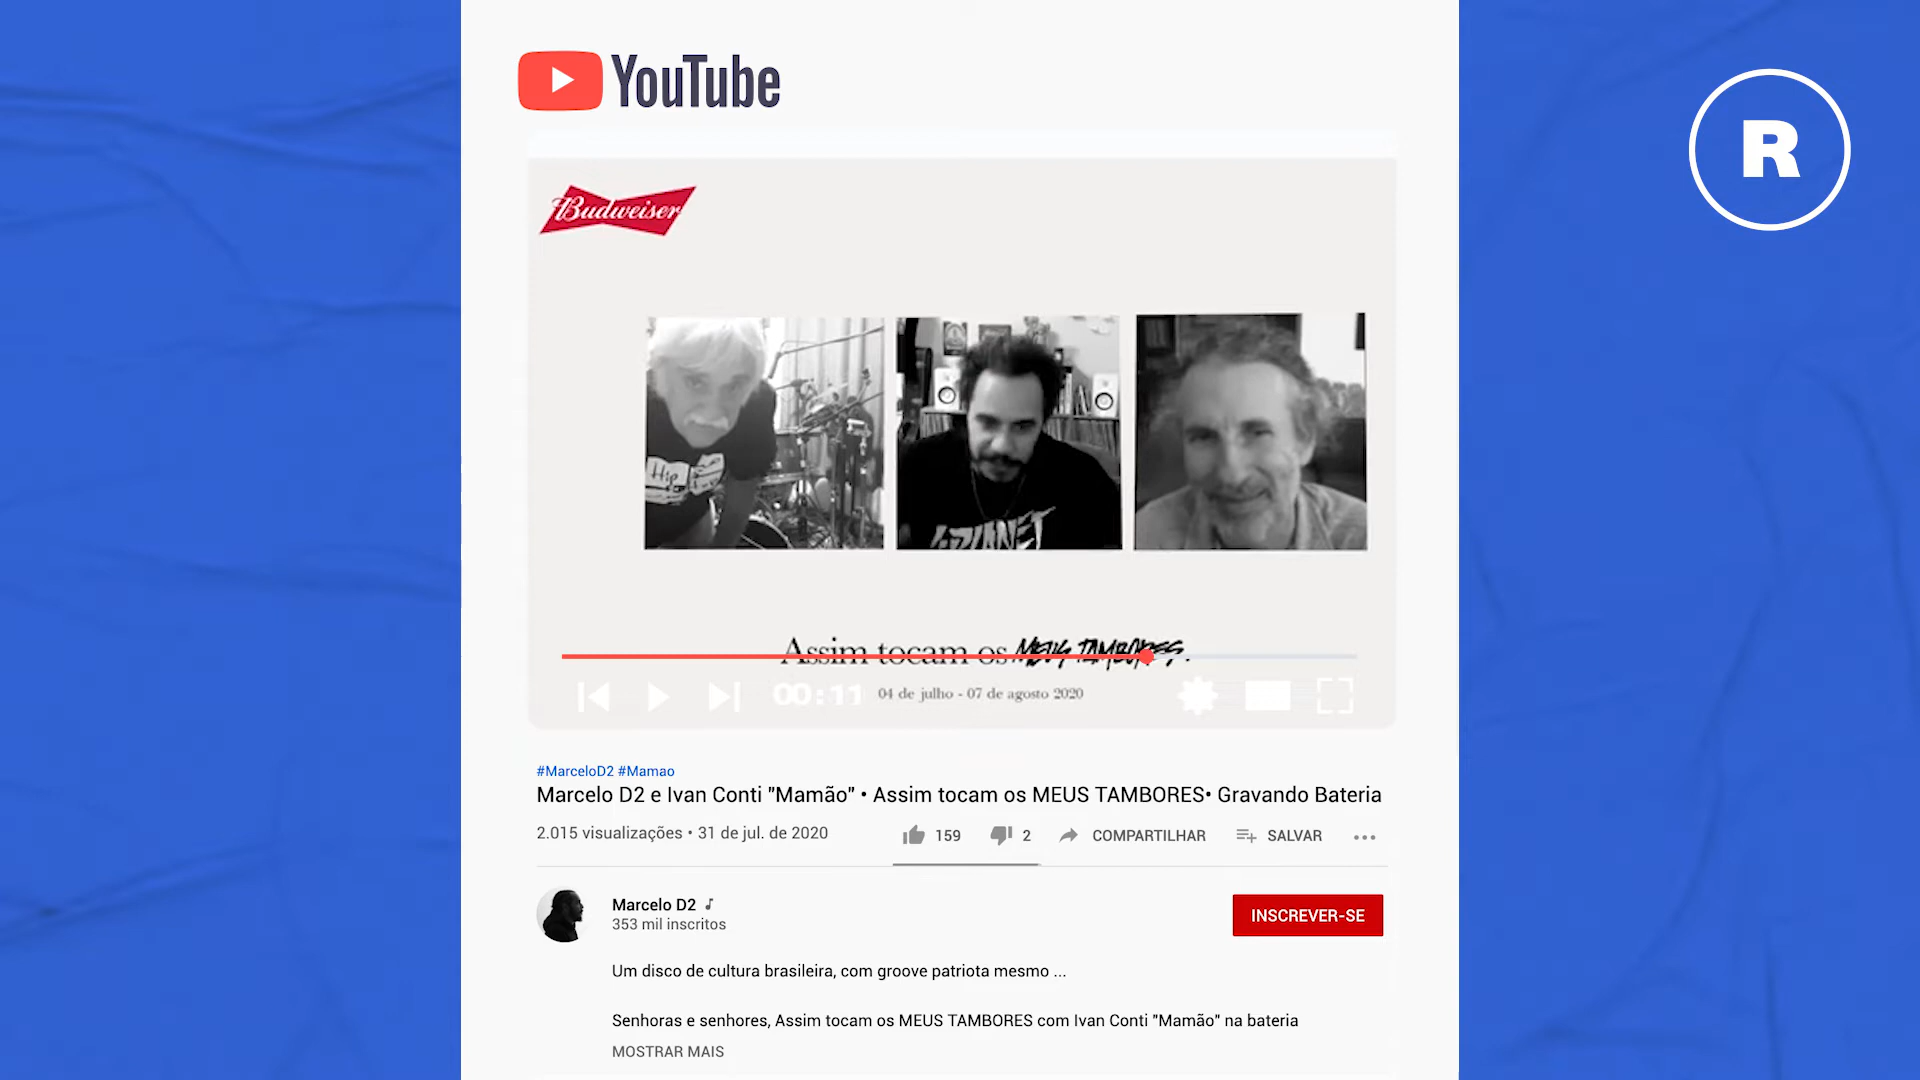 YouTube
R
Budweiser
Hip
PLANET
Assim tocam os MEUS TAMBORES.
00:11
04 de julho - 07 de agosto 2020
#MarceloD2 #Mamao
Marcelo D2 e Ivan Conti "Mamão" • Assim tocam os MEUS TAMBORES• Gravando Bateria
2.015 visualizações • 31 de jul. de 2020
159
2
COMPARTILHAR
SALVAR
Marcelo D2
353 mil inscritos
INSCREVER-SE
Um disco de cultura brasileira, com groove patriota mesmo ...
Senhoras e senhores, Assim tocam os MEUS TAMBORES com Ivan Conti "Mamão" na bateria
MOSTRAR MAIS